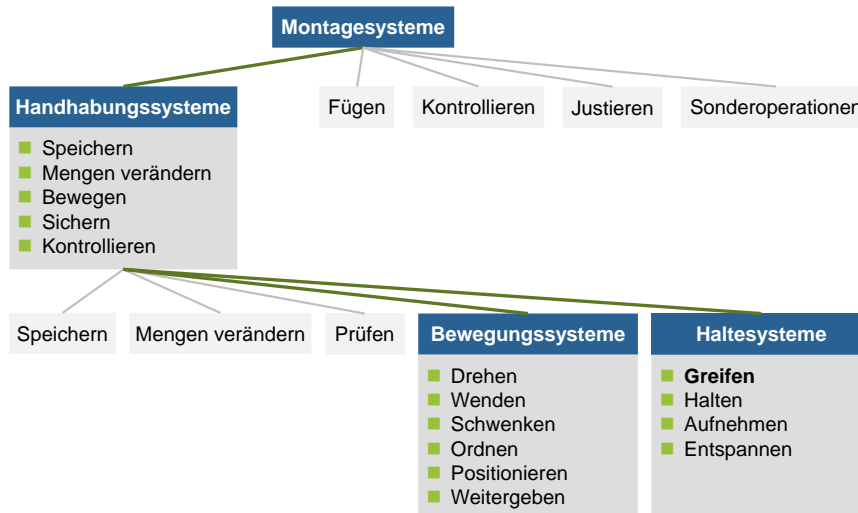 Montagesysteme
Handhabungssysteme
Fügen
Kontrollieren
Justieren
Sonderoperationen
Speichern
Mengen verändern
Bewegen
Sichern
Kontrollieren
Speichern
Mengen verändern
Prüfen
Bewegungssysteme
Drehen
Wenden
Schwenken
Ordnen
Positionieren
Weitergeben
Haltesysteme
Greifen
Halten
Aufnehmen
Entspannen